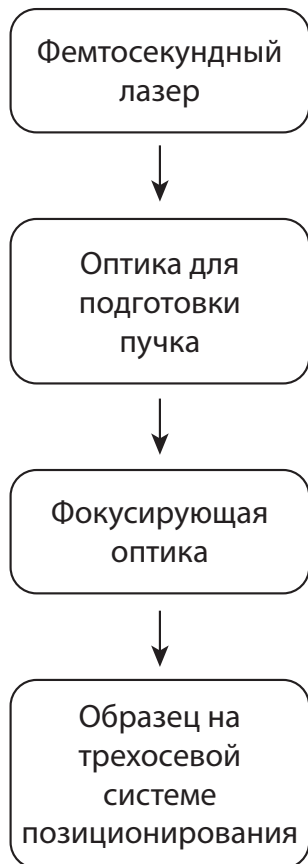 Фемтосекундный
лазер
Оптика для
подготовки
пучка
Фокусирующая
оптика
Образец на
трехосевой
системе
позиционирования